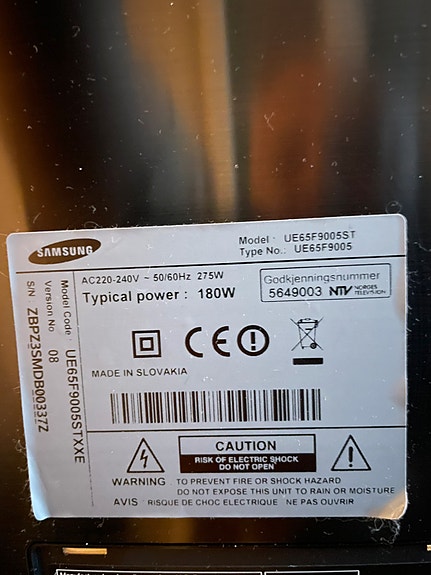 SAMSUNG
Model : UE65F9005ST
Type No.: UE65F9005
AC220-240V ~ 50/60Hz 275W
Typical power : 180W
Godkjenningsnummer
5649003 NTV NORGES TELEVISJON
Model Code : UE65F9005STXXE
Version No : 08
S/N : ZBPZ3SMDB00337Z
CE
MADE IN SLOVAKIA
CAUTION
RISK OF ELECTRIC SHOCK
DO NOT OPEN
WARNING : TO PREVENT FIRE OR SHOCK HAZARD
DO NOT EXPOSE THIS UNIT TO RAIN OR MOISTURE
AVIS : RISQUE DE CHOC ELECTRIQUE NE PAS OUVRIR